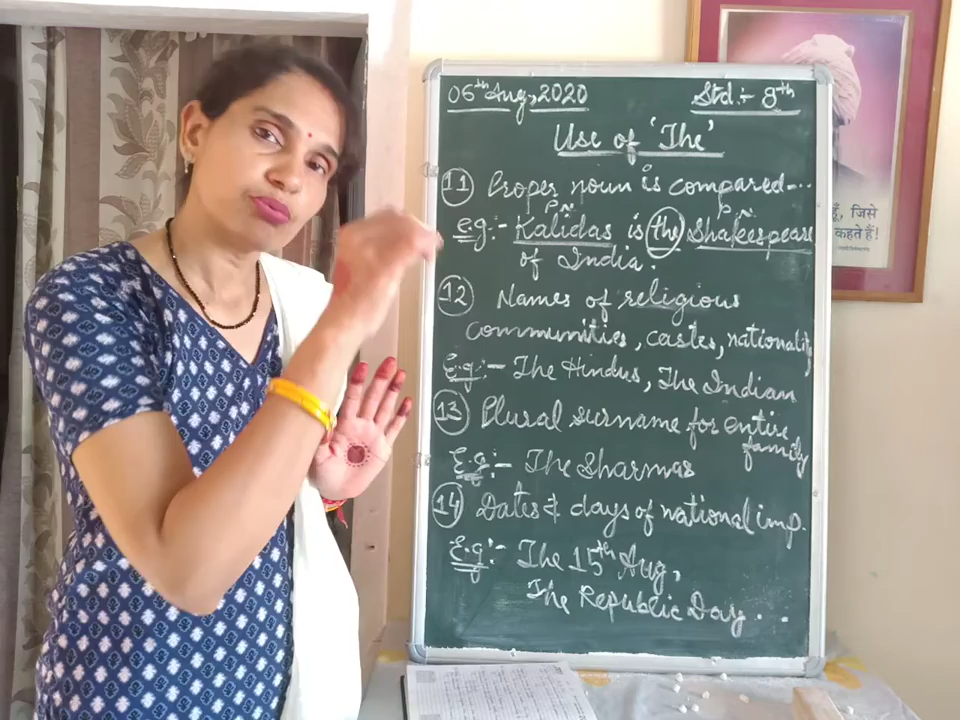 06th Aug, 2020
Std:- 8th
Use of 'The'
11 Proper noun is compared---
P.N. P.N.
e.g:- Kalidas is the Shakespeare
of India.
12 Names of religious
communities, castes, nationality
E.g:- The Hindus, The Indian
13 Plural surname for entire
family
E.g:- The Sharmas
14 Dates & days of national imp.
E.g:- The 15th Aug,
The Republic Day...
हूँ, जिसे
कहते हैं!